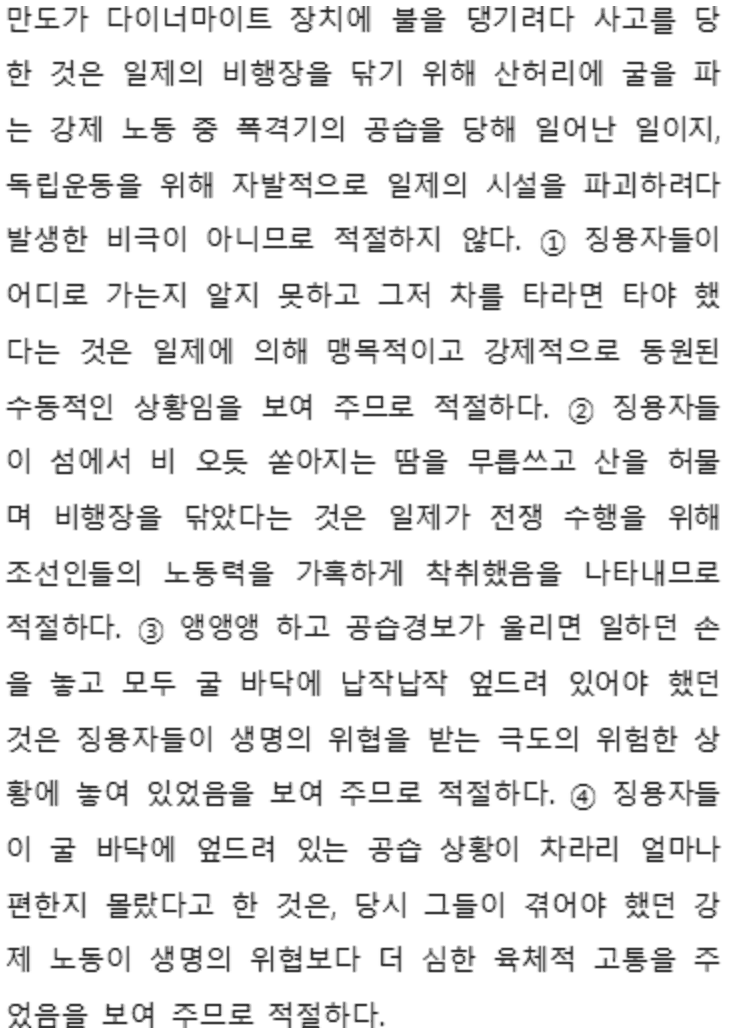 만도가 다이너마이트 장치에 불을 댕기려다 사고를 당
한 것은 일제의 비행장을 닦기 위해 산허리에 굴을 파
는 강제 노동 중 폭격기의 공습을 당해 일어난 일이지,
독립운동을 위해 자발적으로 일제의 시설을 파괴하려다
발생한 비극이 아니므로 적절하지 않다. ① 징용자들이
어디로 가는지 알지 못하고 그저 차를 타라면 타야 했
다는 것은 일제에 의해 맹목적이고 강제적으로 동원된
수동적인 상황임을 보여 주므로 적절하다. ② 징용자들
이 섬에서 비 오듯 쏟아지는 땀을 무릅쓰고 산을 허물
며 비행장을 닦았다는 것은 일제가 전쟁 수행을 위해
조선인들의 노동력을 가혹하게 착취했음을 나타내므로
적절하다. ③ 앵앵앵 하고 공습경보가 울리면 일하던 손
을 놓고 모두 굴 바닥에 납작납작 엎드려 있어야 했던
것은 징용자들이 생명의 위협을 받는 극도의 위험한 상
황에 놓여 있었음을 보여 주므로 적절하다. ④ 징용자들
이 굴 바닥에 엎드려 있는 공습 상황이 차라리 얼마나
편한지 몰랐다고 한 것은, 당시 그들이 겪어야 했던 강
제 노동이 생명의 위협보다 더 심한 육체적 고통을 주
었음을 보여 주므로 적절하다.